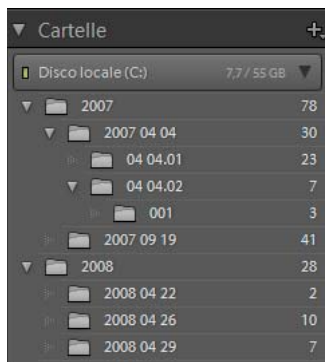 Cartelle
Disco locale (C:) 7,7 / 55 GB
2007 78
2007 04 04 30
04 04.01 23
04 04.02 7
001 3
2007 09 19 41
2008 28
2008 04 22 2
2008 04 26 10
2008 04 29 7